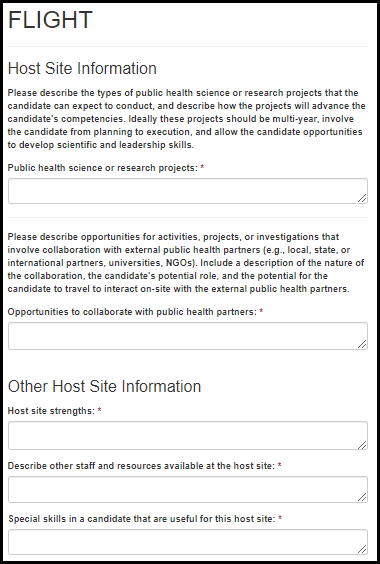 FLIGHT
Host Site Information
Please describe the types of public health science or research projects that the
candidate can expect to conduct, and describe how the projects will advance the
candidate's competencies. Ideally these projects should be multi-year, involve
the candidate from planning to execution, and allow the candidate opportunities
to develop scientific and leadership skills.
Public health science or research projects: *
Please describe opportunities for activities, projects, or investigations that
involve collaboration with external public health partners (e.g., local, state, or
international partners, universities, NGOs). Include a description of the nature of
the collaboration, the candidate's potential role, and the potential for the
candidate to travel to interact on-site with the external public health partners.
Opportunities to collaborate with public health partners: *
Other Host Site Information
Host site strengths: *
Describe other staff and resources available at the host site: *
Special skills in a candidate that are useful for this host site: *